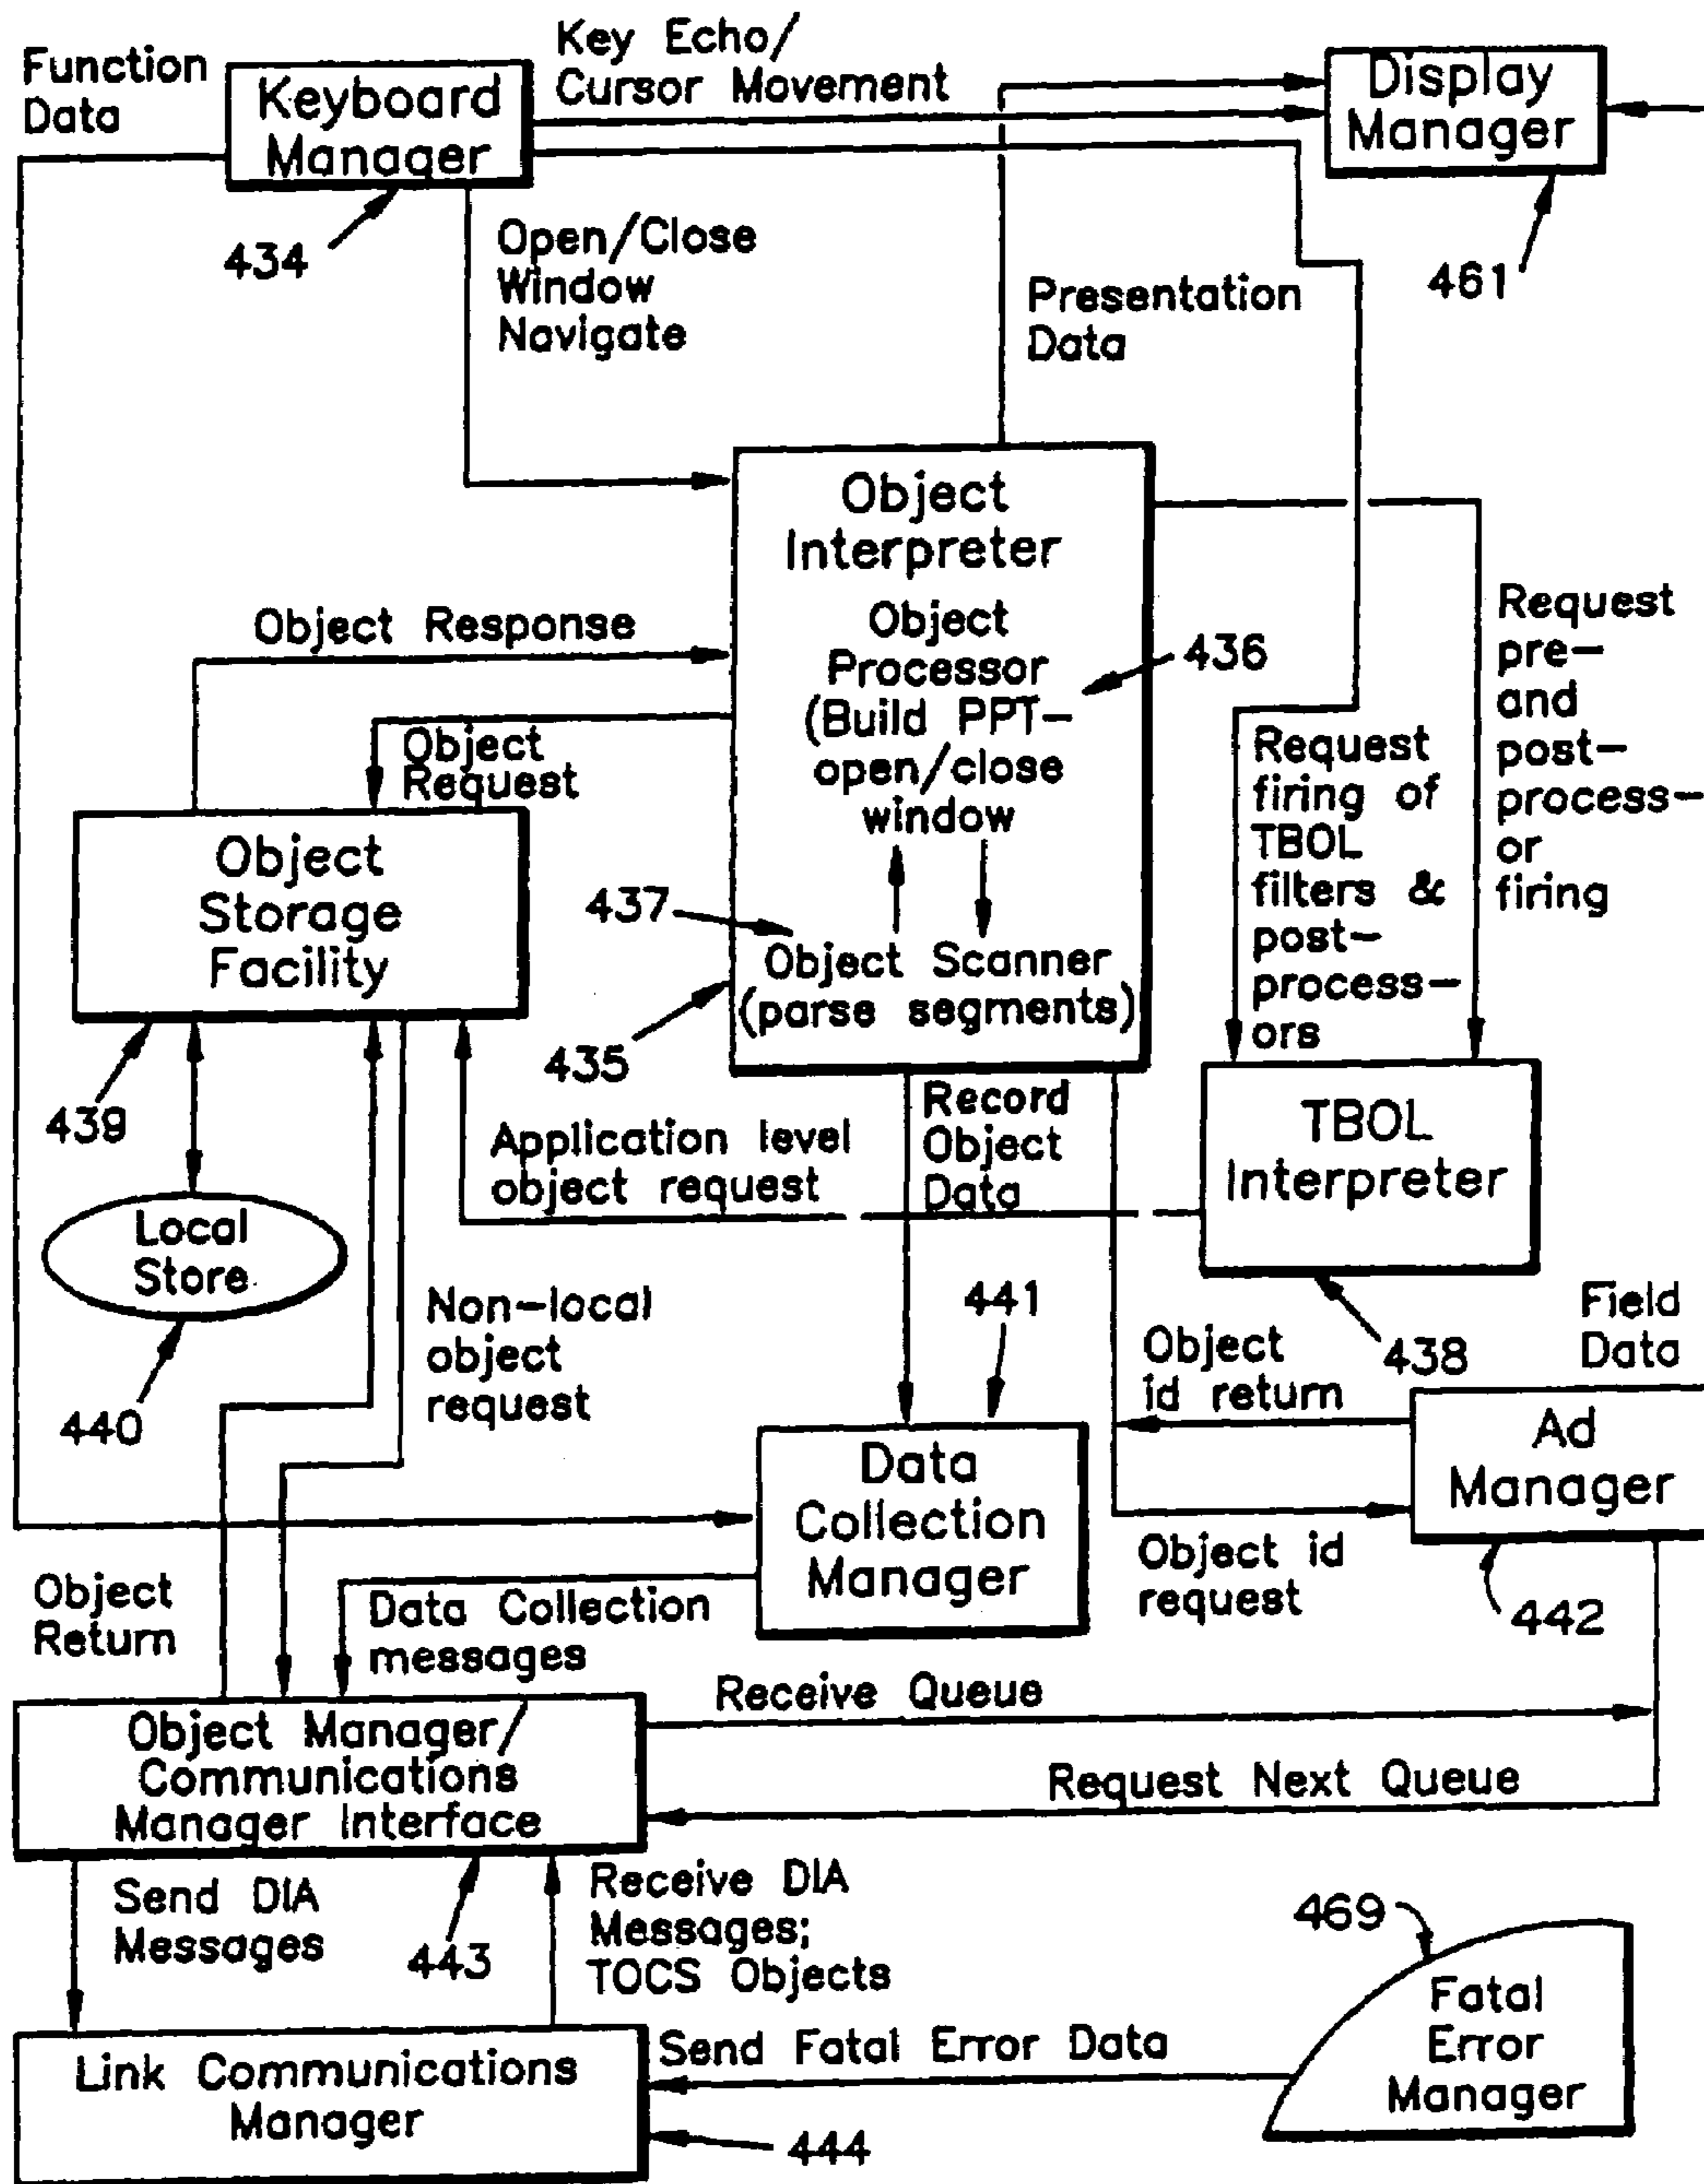 Function
Data
Keyboard
Manager
434
Key Echo/
Cursor Movement
Display
Manager
461
Open/Close
Window
Navigate
Presentation
Data
Object
Interpreter
Object
Processor
(Build PPT-
open/close
window
436
437
Object Scanner
(parse segments)
435
Object Response
Object
Request
Object
Storage
Facility
439
Local
Store
440
Request
firing of
TBOL
filters &
post-
process-
ors
Request
pre-
and
post-
process-
or
firing
TBOL
Interpreter
438
Application level
object request
Record
Object
Data
Non-local
object
request
441
Object
id return
Field
Data
Ad
Manager
442
Data
Collection
Manager
Object id
request
Object
Return
Data Collection
messages
Receive Queue
Request Next Queue
Object Manager/
Communications
Manager Interface
443
Send DIA
Messages
Receive DIA
Messages;
TOCS Objects
469
Fatal
Error
Manager
Send Fatal Error Data
Link Communications
Manager
444